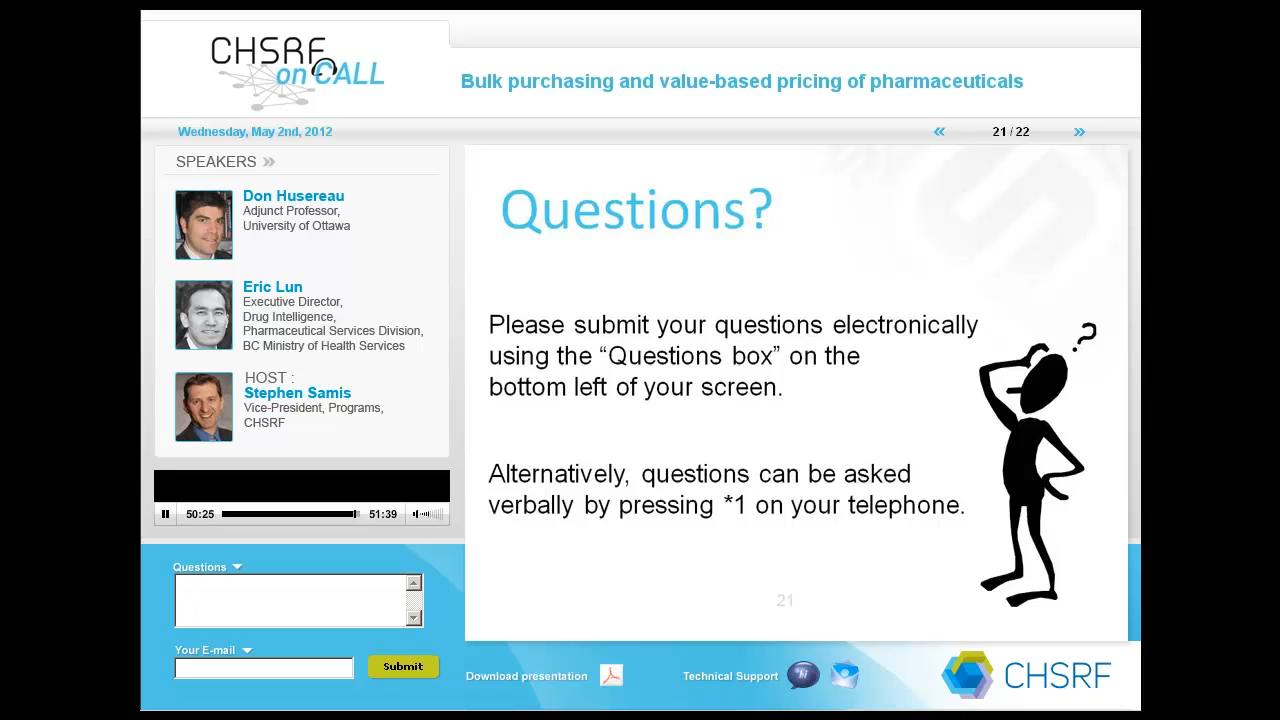 CHSRF
on CALL
Bulk purchasing and value-based pricing of pharmaceuticals
Wednesday, May 2nd, 2012
21 / 22
SPEAKERS
Don Husereau
Adjunct Professor,
University of Ottawa
Eric Lun
Executive Director,
Drug Intelligence,
Pharmaceutical Services Division,
BC Ministry of Health Services
HOST :
Stephen Samis
Vice-President, Programs,
CHSRF
50:25
51:39
Questions
Your E-mail
Submit
Questions?
Please submit your questions electronically
using the “Questions box” on the
bottom left of your screen.
Alternatively, questions can be asked
verbally by pressing *1 on your telephone.
?
21
Download presentation
Technical Support
hi
CHSRF